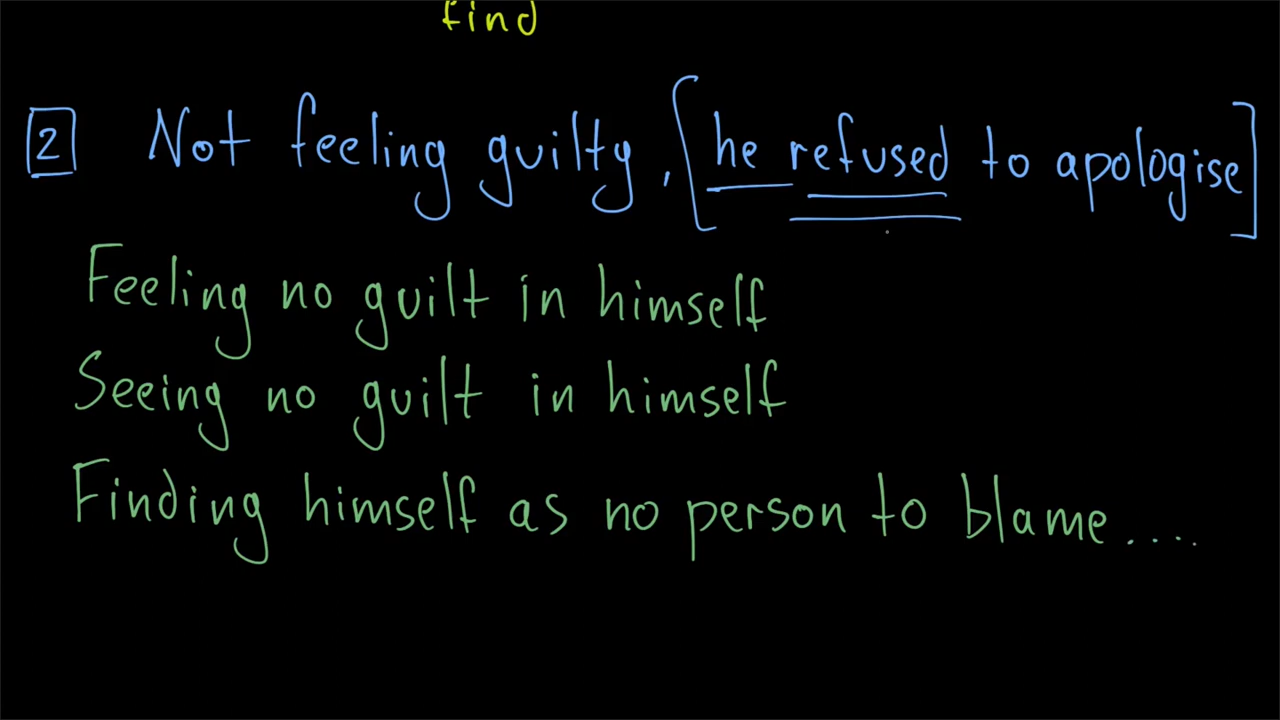 find
2 Not feeling guilty, [he refused to apologise]
Feeling no guilt in himself
Seeing no guilt in himself
Finding himself as no person to blame....